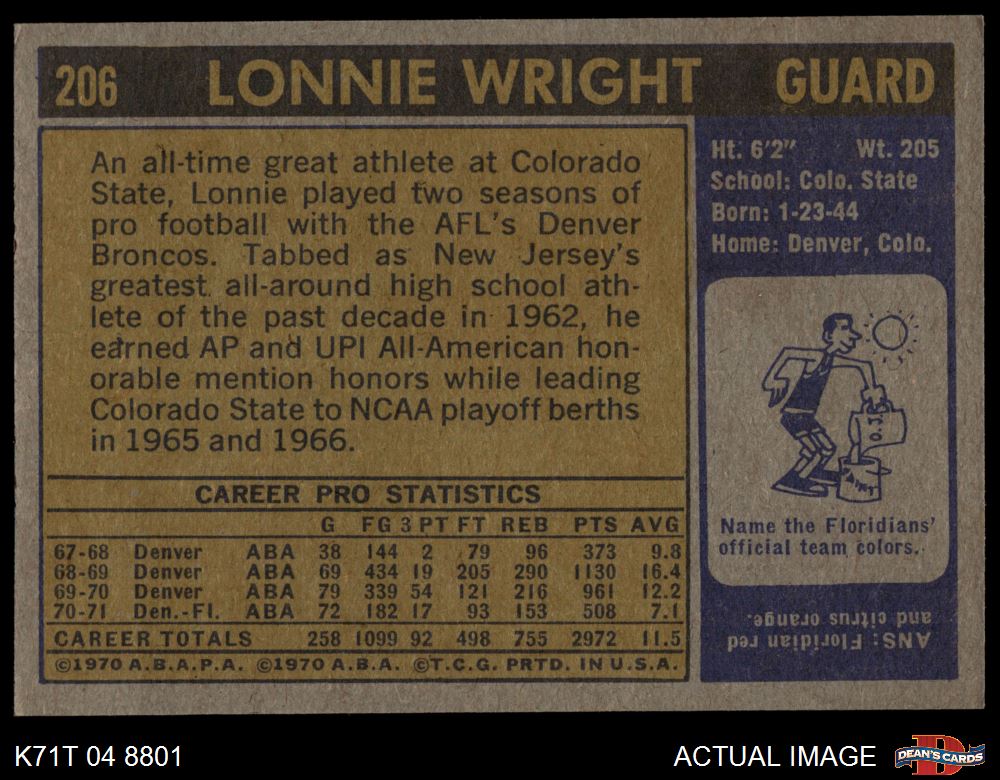 206 LONNIE WRIGHT GUARD
An all-time great athlete at Colorado
State, Lonnie played two seasons of
pro football with the AFL's Denver
Broncos. Tabbed as New Jersey's
greatest all-around high school ath-
lete of the past decade in 1962, he
earned AP and UPI All-American hon-
orable mention honors while leading
Colorado State to NCAA playoff berths
in 1965 and 1966.
CAREER PRO STATISTICS
G FG 3 PT FT REB PTS AVG
67-68 Denver ABA 38 144 2 79 96 373 9.8
68-69 Denver ABA 69 434 19 205 290 1130 16.4
69-70 Denver ABA 79 339 54 121 216 961 12.2
70-71 Den.-Fl. ABA 72 182 17 93 153 508 7.1
CAREER TOTALS 258 1099 92 498 755 2972 11.5
©1970 A.B.A.P.A. ©1970 A.B.A. ©T.C.G. PRTD. IN U.S.A.
Ht. 6'2" Wt. 205
School: Colo. State
Born: 1-23-44
Home: Denver, Colo.
O.J.
PAINT
Name the Floridians'
official team colors.
ANS: Floridian red
and citrus orange.
K71T 04 8801 ACTUAL IMAGE
DEAN'S CARDS